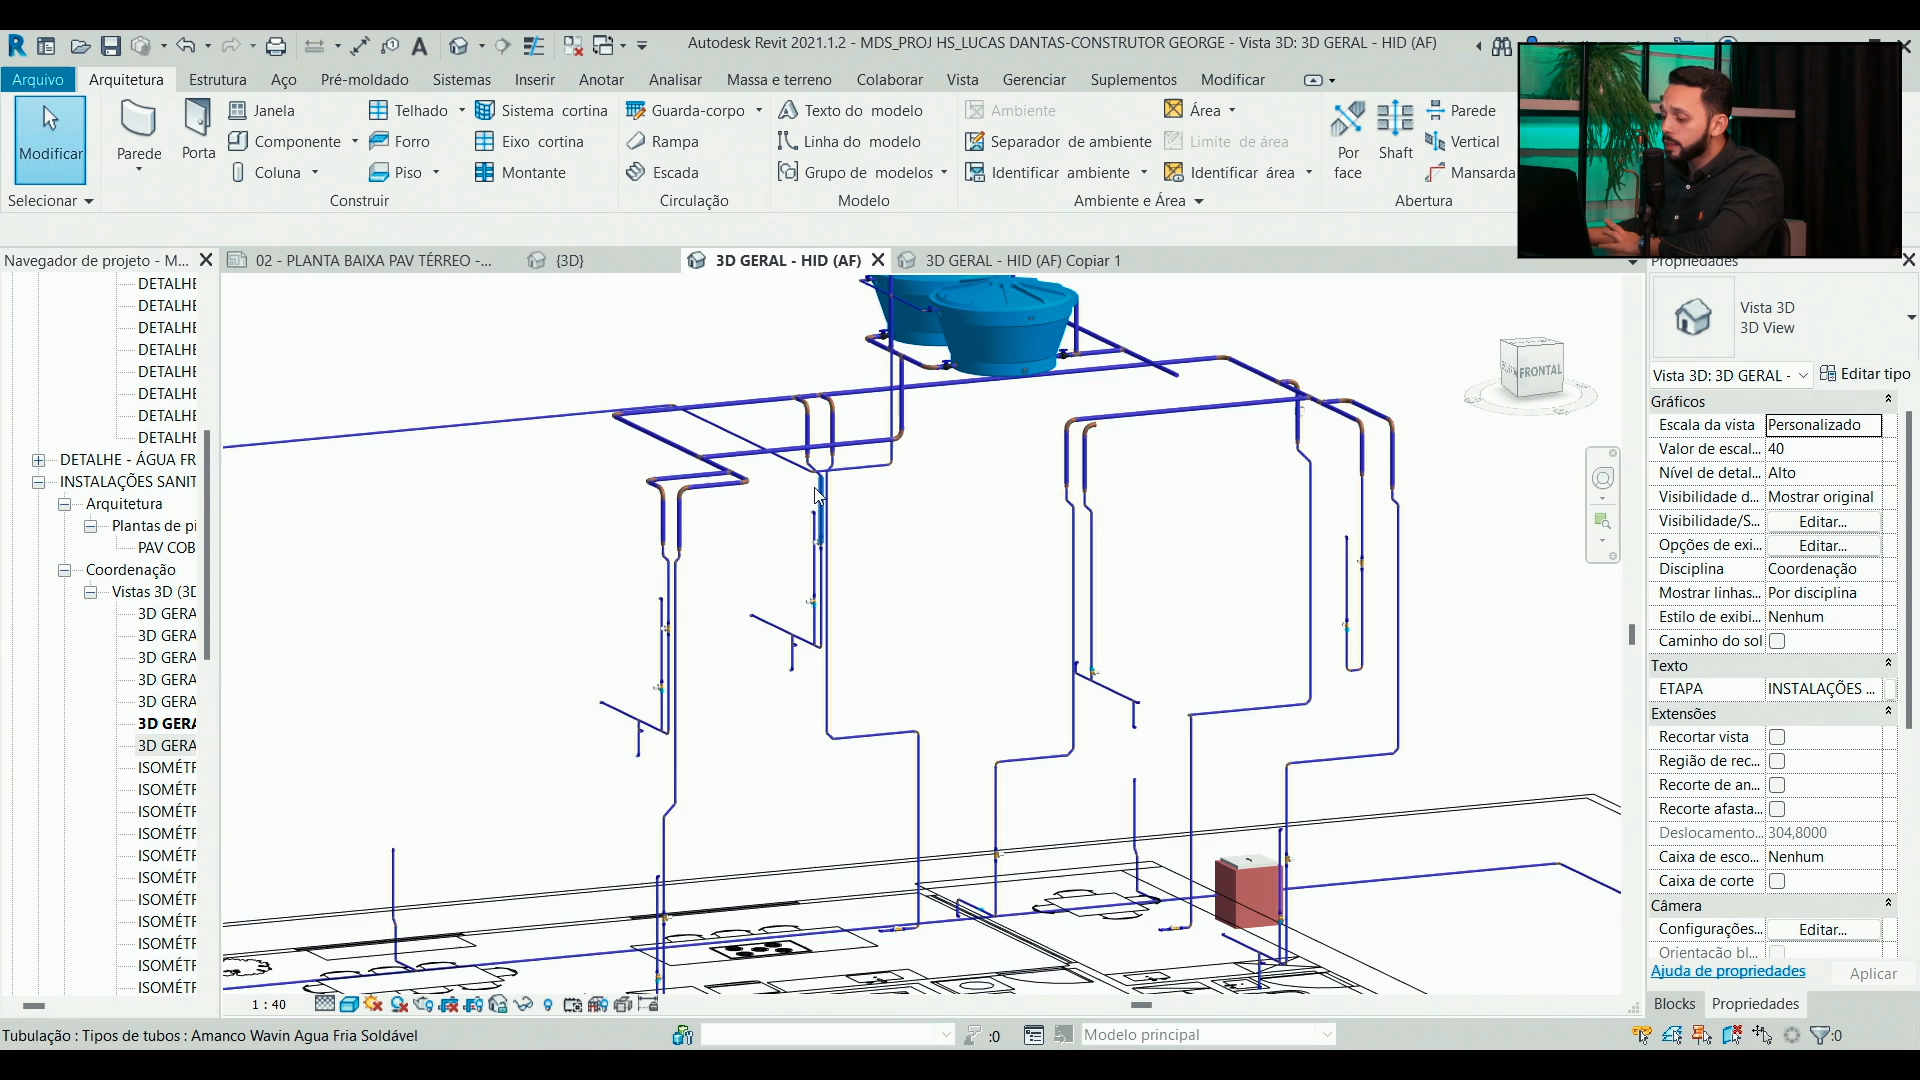 Autodesk Revit 2021.1.2 - MDS_PROJ HS_LUCAS DANTAS-CONSTRUTOR GEORGE - Vista 3D: 3D GERAL - HID (AF)
Arquivo
Arquitetura
Estrutura
Aço
Pré-moldado
Sistemas
Inserir
Anotar
Analisar
Massa e terreno
Colaborar
Vista
Gerenciar
Suplementos
Modificar
Modificar
Parede
Porta
Janela
Componente
Coluna
Telhado
Forro
Piso
Sistema cortina
Eixo cortina
Montante
Guarda-corpo
Rampa
Escada
Texto do modelo
Linha do modelo
Grupo de modelos
Ambiente
Separador de ambiente
Identificar ambiente
Área
Limite de área
Identificar área
Por face
Shaft
Parede
Vertical
Mansarda
Selecionar
Construir
Circulação
Modelo
Ambiente e Área
Abertura
Navegador de projeto - M...
02 - PLANTA BAIXA PAV TÉRREO -...
{3D}
3D GERAL - HID (AF)
3D GERAL - HID (AF) Copiar 1
DETALHE
DETALHE
DETALHE
DETALHE
DETALHE
DETALHE
DETALHE
DETALHE
DETALHE - ÁGUA FR
INSTALAÇÕES SANIT
Arquitetura
Plantas de pi
PAV COB
Coordenação
Vistas 3D (3D
3D GERA
3D GERA
3D GERA
3D GERA
3D GERA
3D GERA
3D GERA
ISOMÉTR
ISOMÉTR
ISOMÉTR
ISOMÉTR
ISOMÉTR
ISOMÉTR
ISOMÉTR
ISOMÉTR
ISOMÉTR
ISOMÉTR
ISOMÉTR
FRONTAL
Propriedades
Vista 3D
3D View
Vista 3D: 3D GERAL -
Editar tipo
Gráficos
Escala da vista Personalizado
Valor de escal... 40
Nível de detal... Alto
Visibilidade d... Mostrar original
Visibilidade/S... Editar...
Opções de exi... Editar...
Disciplina Coordenação
Mostrar linhas... Por disciplina
Estilo de exibi... Nenhum
Caminho do sol
Texto
ETAPA INSTALAÇÕES ...
Extensões
Recortar vista
Região de rec...
Recorte de an...
Recorte afasta...
Deslocamento... 304,8000
Caixa de esco... Nenhum
Caixa de corte
Câmera
Configurações... Editar...
Orientação bl...
Ajuda de propriedades
Aplicar
Blocks
Propriedades
1 : 40
Tubulação : Tipos de tubos : Amanco Wavin Agua Fria Soldável
:0
Modelo principal
:0